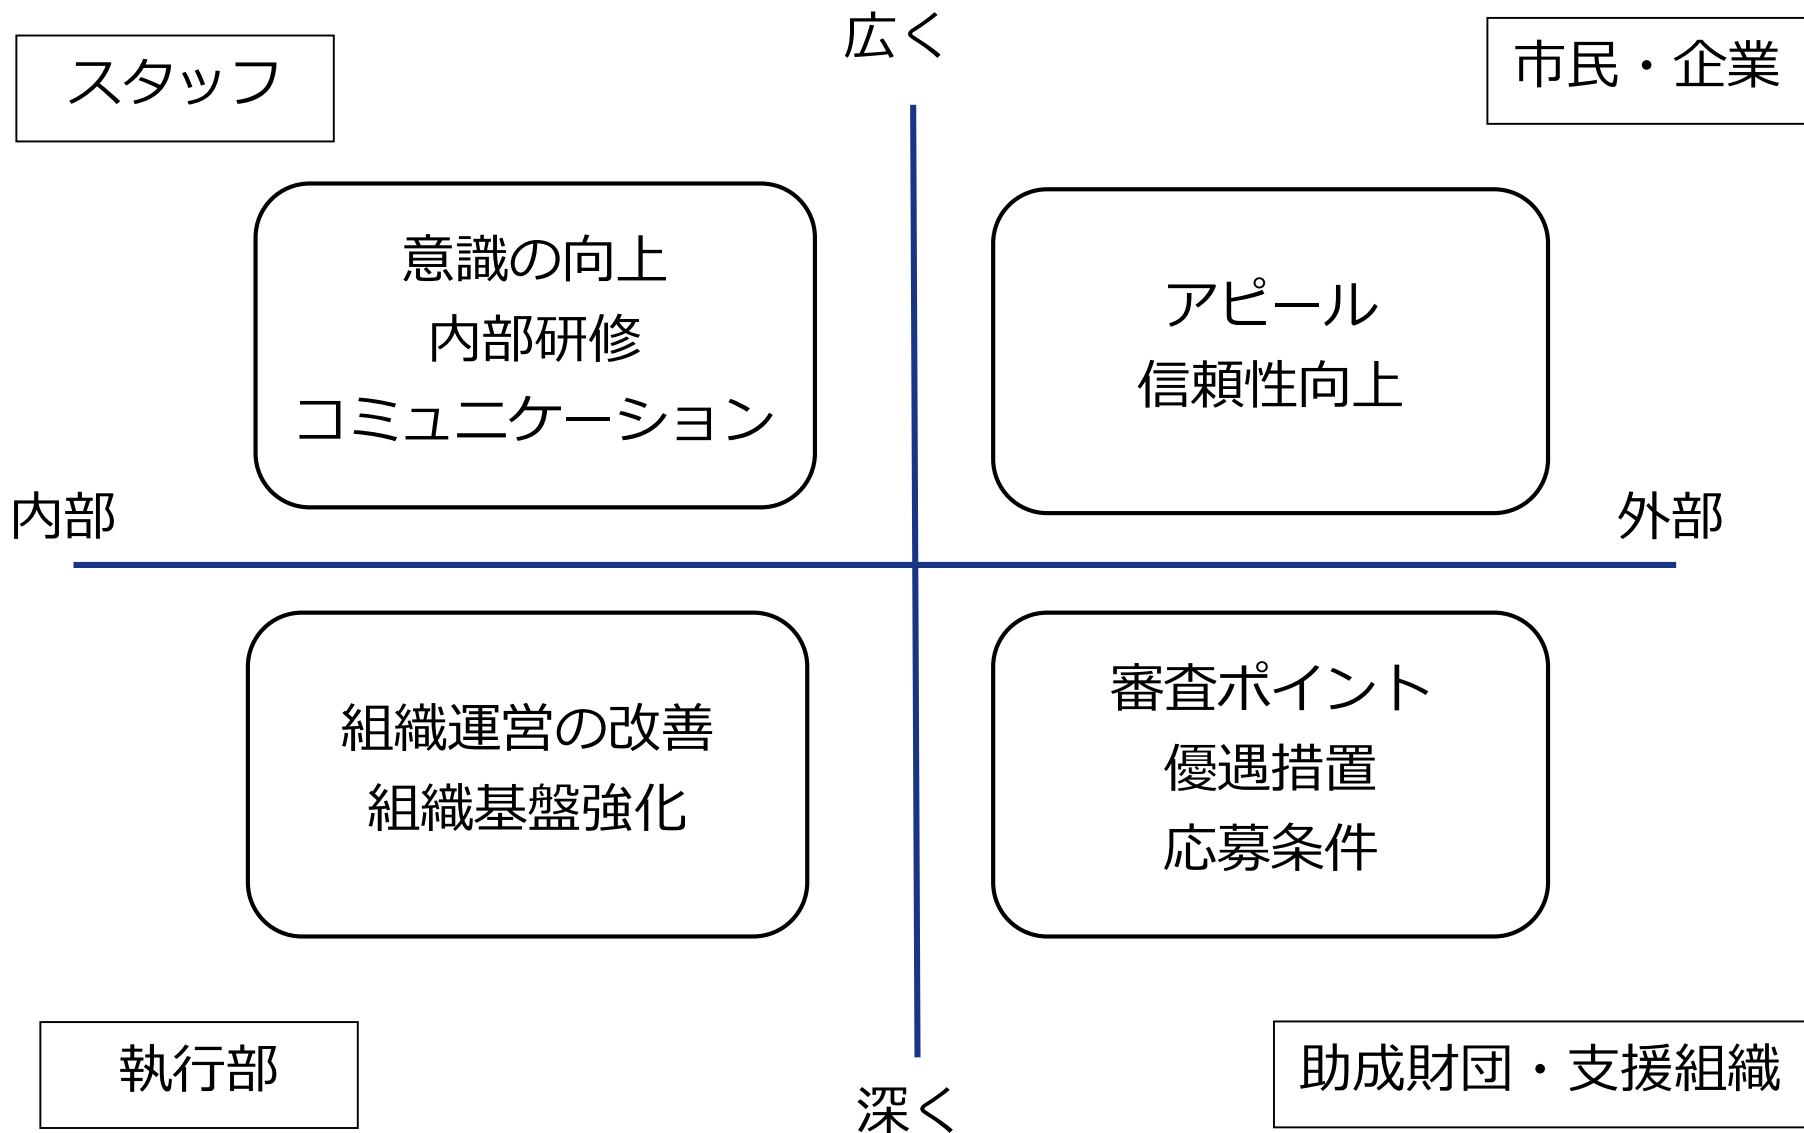 広く
スタッフ
市民・企業
意識の向上
内部研修
コミュニケーション
アピール
信頼性向上
内部
外部
組織運営の改善
組織基盤強化
審査ポイント
優遇措置
応募条件
執行部
助成財団・支援組織
深く